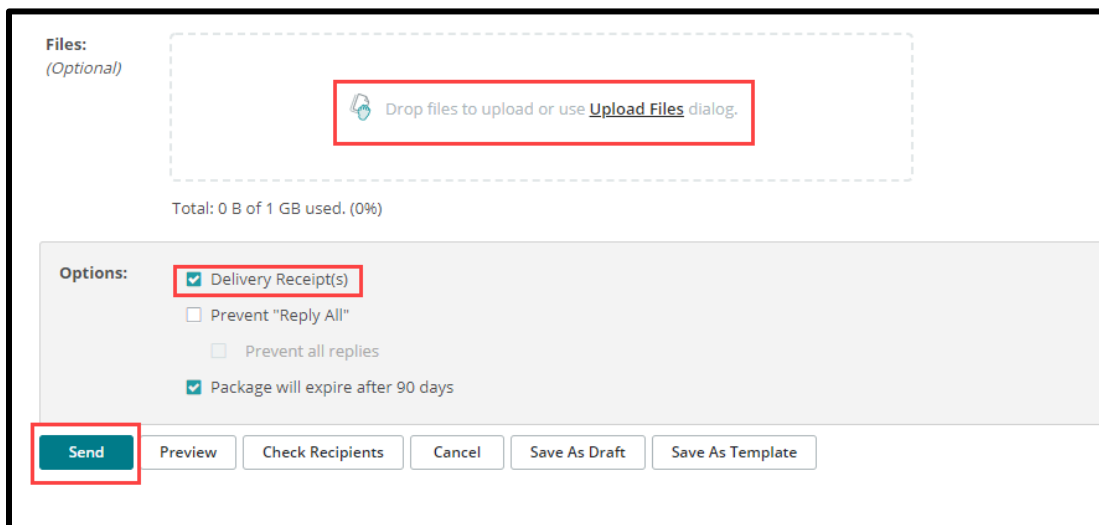 Files:
(Optional)
Drop files to upload or use Upload Files dialog.
Total: 0 B of 1 GB used. (0%)
Options:
Delivery Receipt(s)
Prevent "Reply All"
Prevent all replies
Package will expire after 90 days
Send Preview Check Recipients Cancel Save As Draft Save As Template